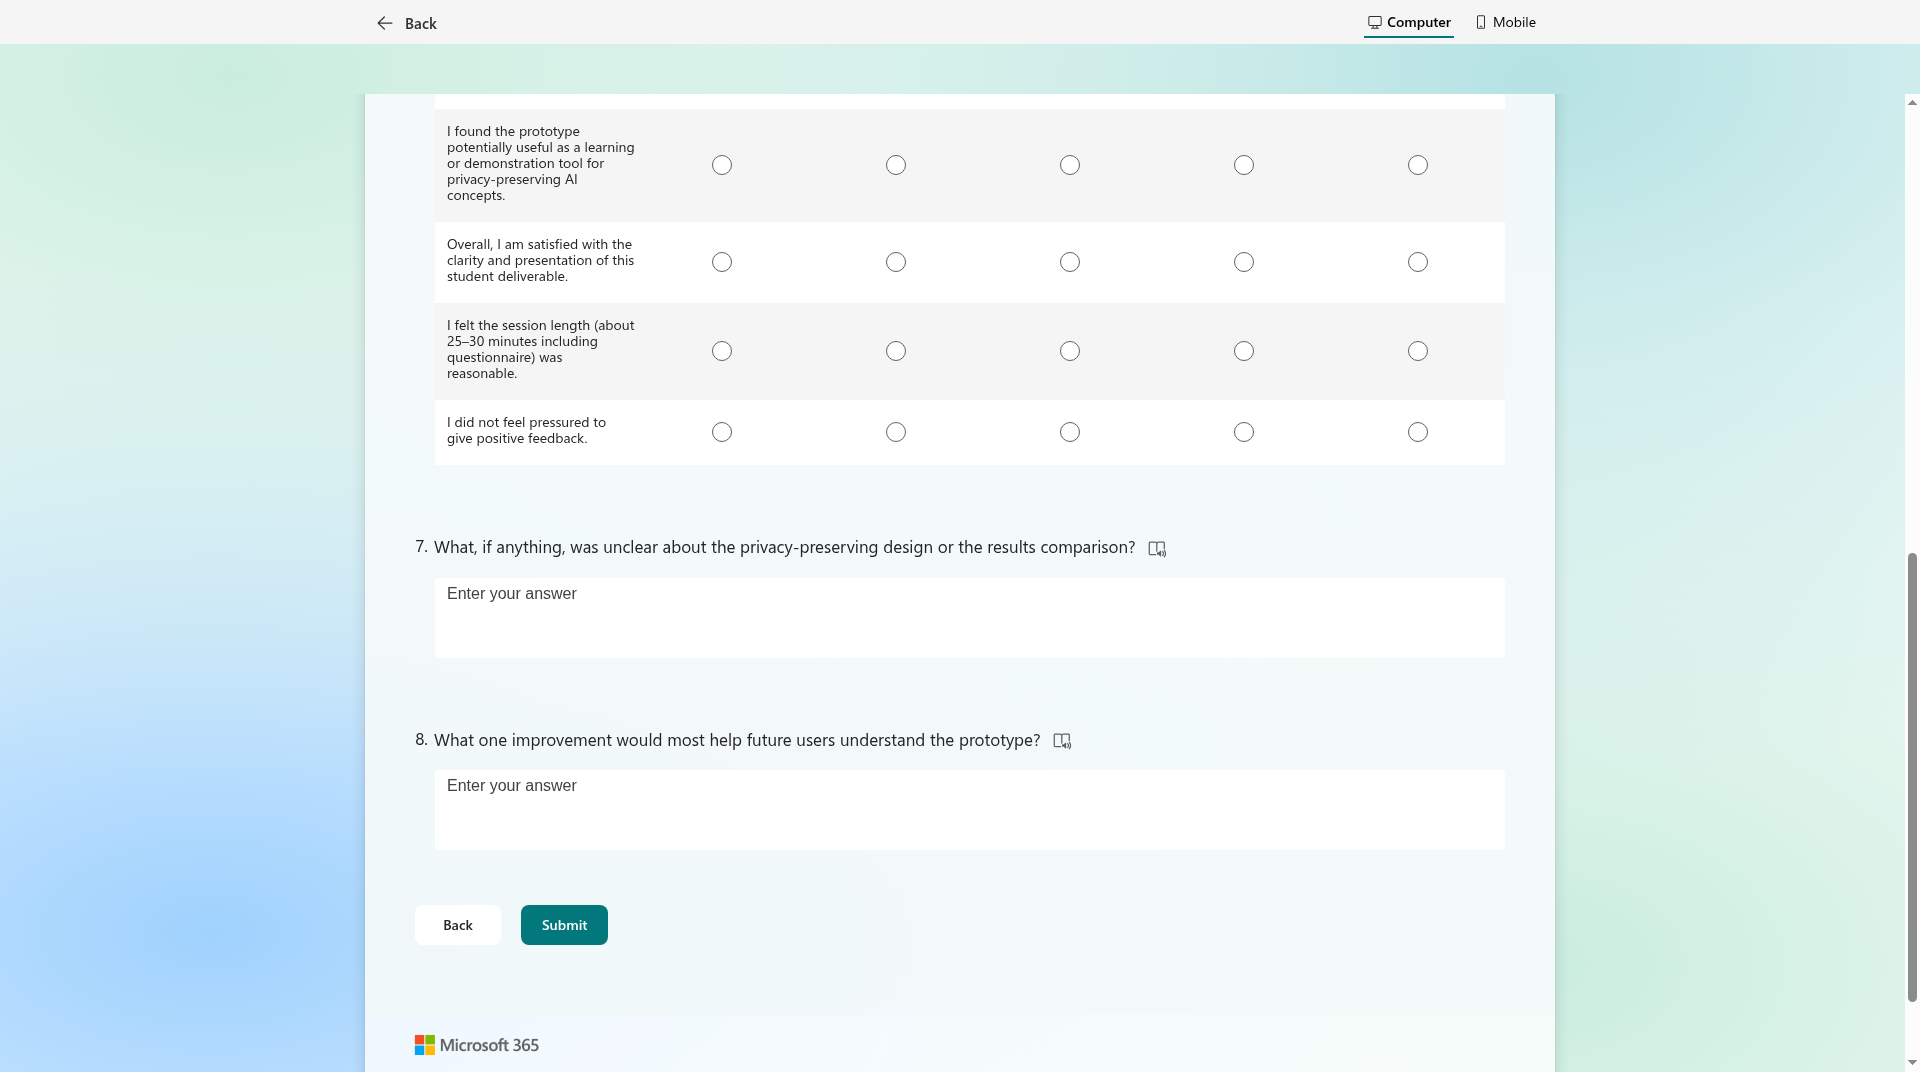 Back
Computer
Mobile
I found the prototype
potentially useful as a learning
or demonstration tool for
privacy-preserving AI
concepts.
Overall, I am satisfied with the
clarity and presentation of this
student deliverable.
I felt the session length (about
25–30 minutes including
questionnaire) was
reasonable.
I did not feel pressured to
give positive feedback.
7. What, if anything, was unclear about the privacy-preserving design or the results comparison?
Enter your answer
8. What one improvement would most help future users understand the prototype?
Enter your answer
Back
Submit
Microsoft 365